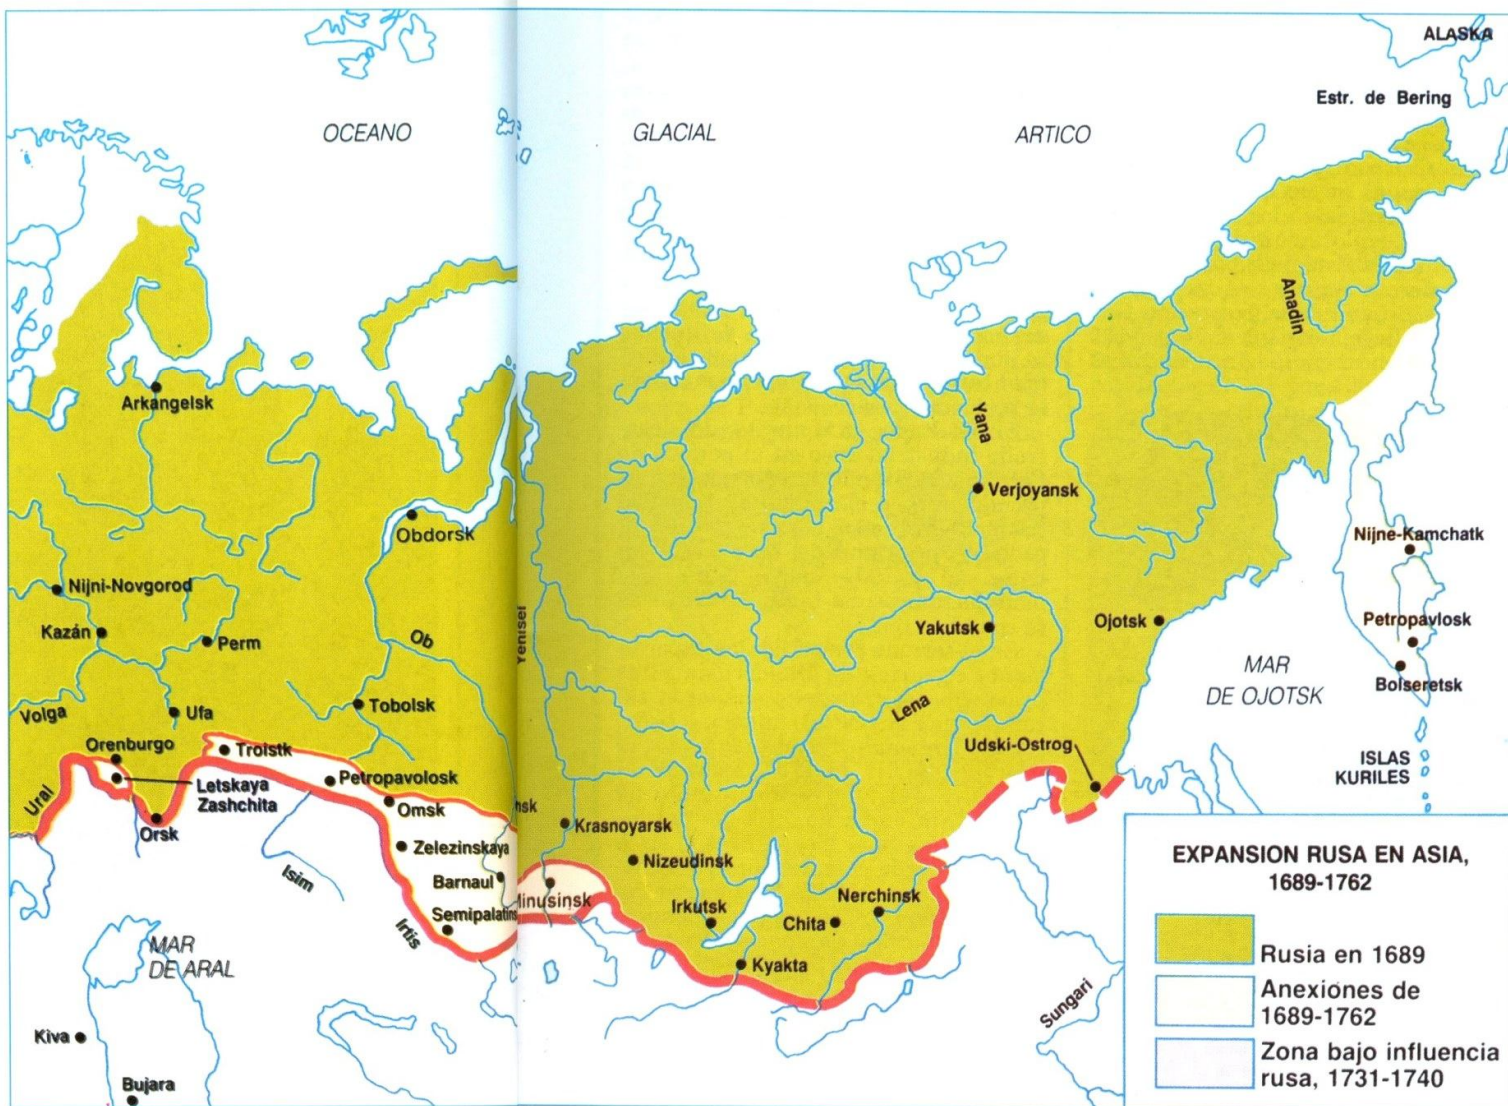 ALASKA
Estr. de Bering
OCEANO
GLACIAL
ARTICO
Anadin
Arkangelsk
Yana
Verjoyansk
Obdorsk
Nijne-Kamchatk
Nijni-Novgorod
Yenisei
Kazán
Perm
Ob
Yakutsk
Ojotsk
Petropavlosk
MAR
DE OJOTSK
Bolseretsk
Volga
Ufa
Tobolsk
Lena
Orenburgo
Troistk
Udski-Ostrog
ISLAS
KURILES
Ural
Letskaya
Zashchita
Petropavolosk
Omsk
nsk
Krasnoyarsk
Orsk
Zelezinskaya
Nizeudinsk
Isim
Barnaul
Minusinsk
Irkutsk
Chita
Nerchinsk
Semipalatins
Irtis
MAR
DE ARAL
Kyakta
Sungari
Kiva
Bujara
EXPANSION RUSA EN ASIA,
1689-1762
Rusia en 1689
Anexiones de
1689-1762
Zona bajo influencia
rusa, 1731-1740